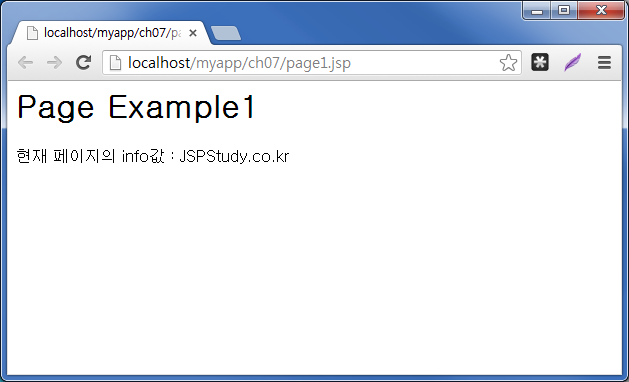 localhost/myapp/ch07/pa
localhost/myapp/ch07/page1.jsp
Page Example1
현재 페이지의 info값 : JSPStudy.co.kr